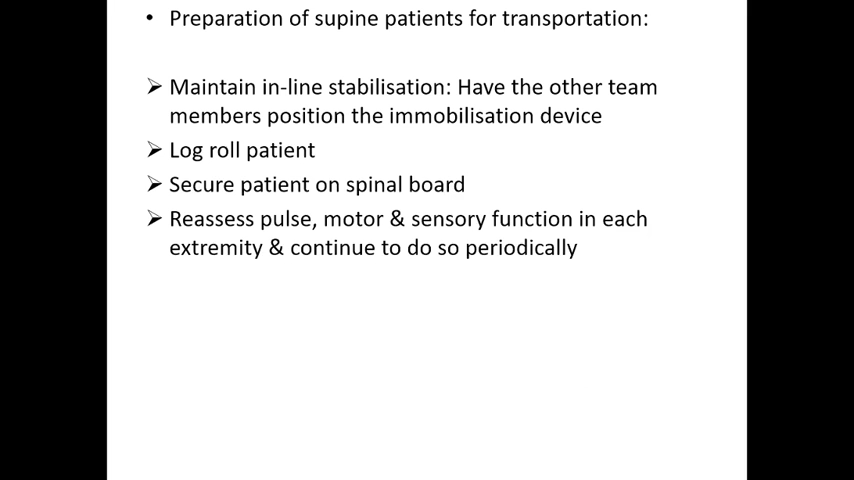 • Preparation of supine patients for transportation:
➢ Maintain in-line stabilisation: Have the other team
members position the immobilisation device
➢ Log roll patient
➢ Secure patient on spinal board
➢ Reassess pulse, motor & sensory function in each
extremity & continue to do so periodically